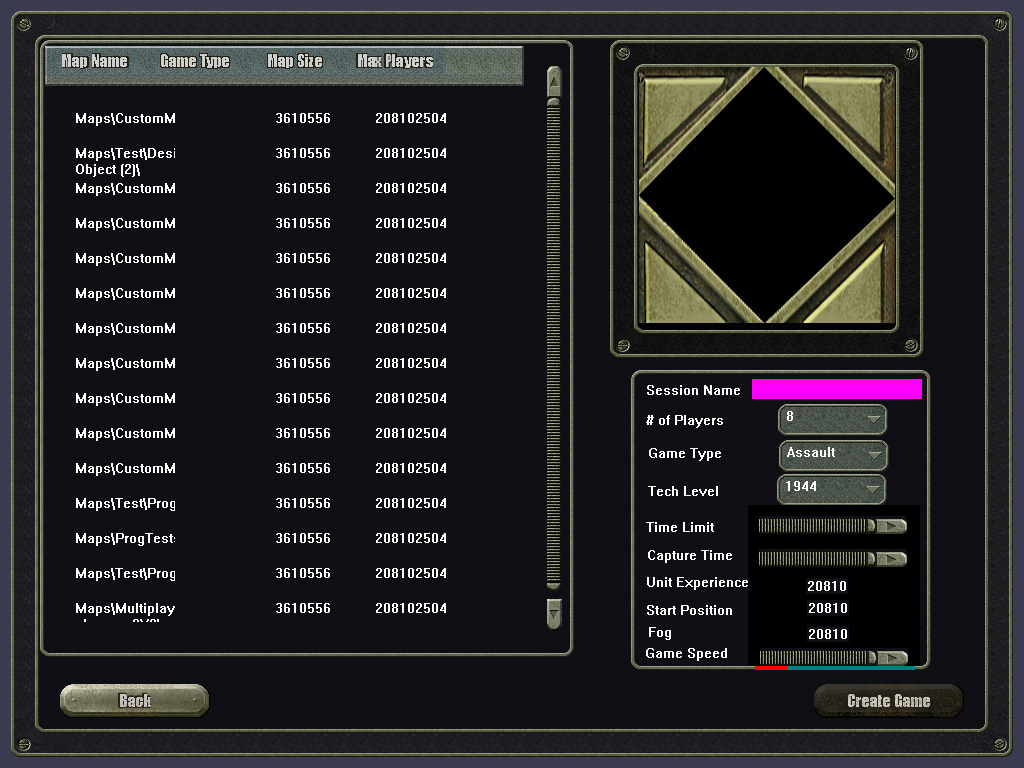 Map Name Game Type Map Size Max Players
Maps\CustomM 3610556 208102504
Maps\Test\Desi 3610556 208102504
Object (2)\
Maps\CustomM 3610556 208102504
Maps\CustomM 3610556 208102504
Maps\CustomM 3610556 208102504
Maps\CustomM 3610556 208102504
Maps\CustomM 3610556 208102504
Maps\CustomM 3610556 208102504
Maps\CustomM 3610556 208102504
Maps\CustomM 3610556 208102504
Maps\CustomM 3610556 208102504
Maps\Test\Prog 3610556 208102504
Maps\ProgTest 3610556 208102504
Maps\Test\Prog 3610556 208102504
Maps\Multiplay 3610556 208102504
Session Name
# of Players 8
Game Type Assault
Tech Level 1944
Time Limit
Capture Time
Unit Experience 20810
Start Position 20810
Fog 20810
Game Speed
Back
Create Game